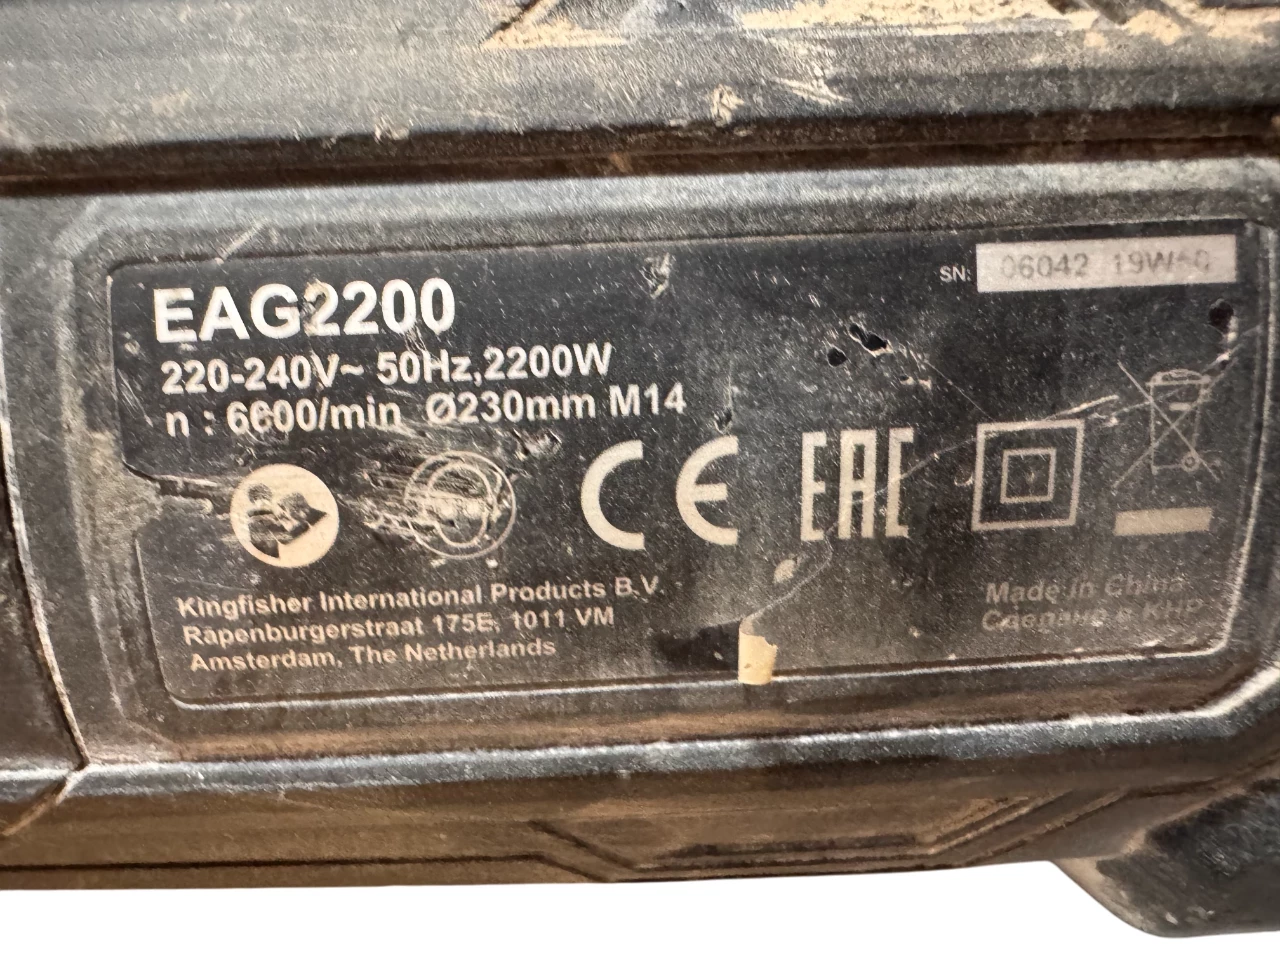 EAG2200
SN: 06042
220-240V~ 50Hz,2200W
n : 6600/min Ø230mm M14
CE EAC
Kingfisher International Products B.V.
Rapenburgerstraat 175E, 1011 VM
Amsterdam, The Netherlands
Made in China
Сделано в КНР